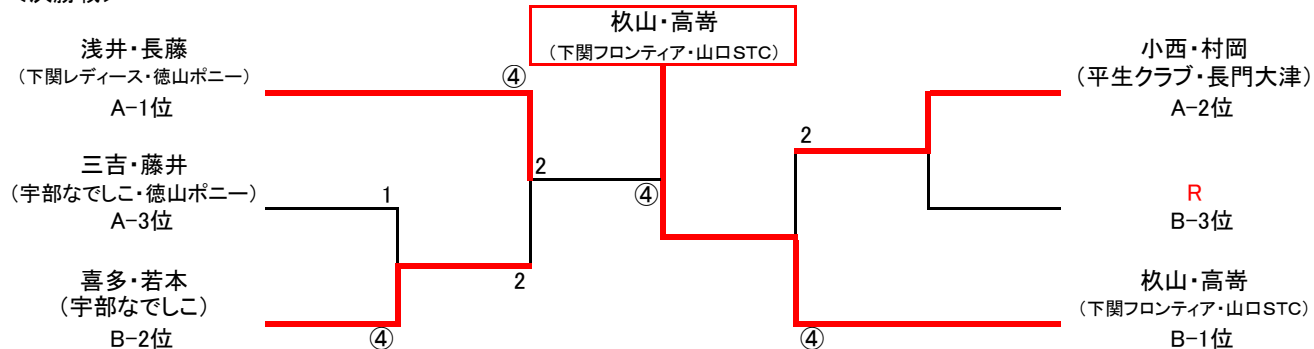 杁山・高嵜
（下関フロンティア・山口STC）
浅井・長藤
（下関レディース・徳山ポニー）
A-1位
④
三吉・藤井
（宇部なでしこ・徳山ポニー）
A-3位
1
2
喜多・若本
（宇部なでしこ）
B-2位
④
2
④
小西・村岡
（平生クラブ・長門大津）
A-2位
2
R
B-3位
杁山・高嵜
（下関フロンティア・山口STC）
B-1位
④